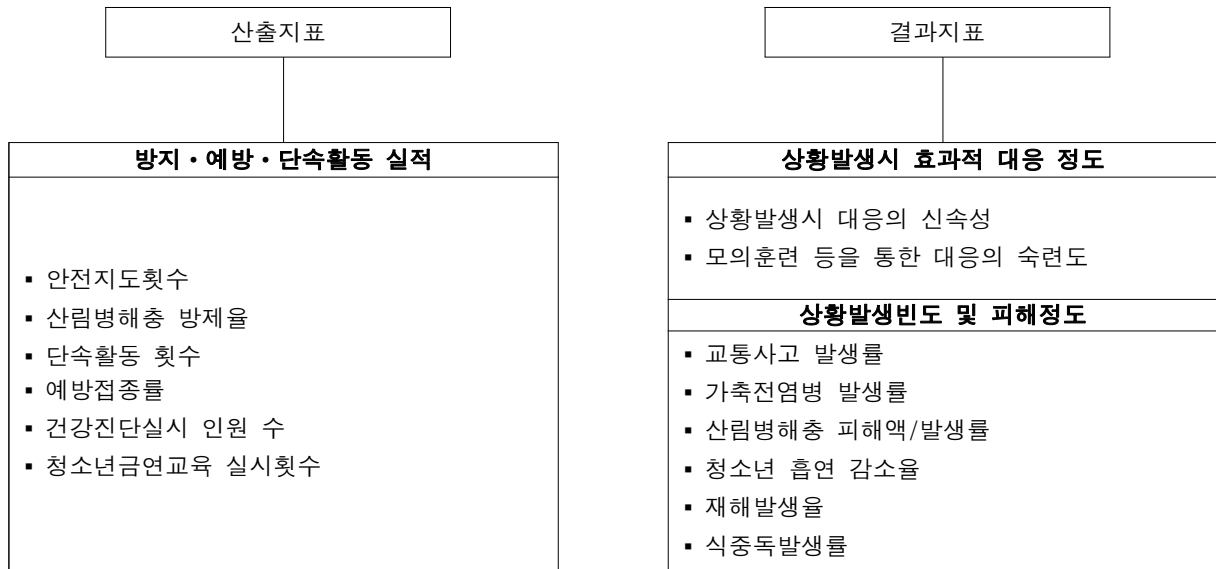 산출지표
방지・예방・단속활동 실적
▪ 안전지도횟수
▪ 산림병해충 방제율
▪ 단속활동 횟수
▪ 예방접종률
▪ 건강진단실시 인원 수
▪ 청소년금연교육 실시횟수
결과지표
상황발생시 효과적 대응 정도
▪ 상황발생시 대응의 신속성
▪ 모의훈련 등을 통한 대응의 숙련도
상황발생빈도 및 피해정도
▪ 교통사고 발생률
▪ 가축전염병 발생률
▪ 산림병해충 피해액/발생률
▪ 청소년 흡연 감소율
▪ 재해발생율
▪ 식중독발생률